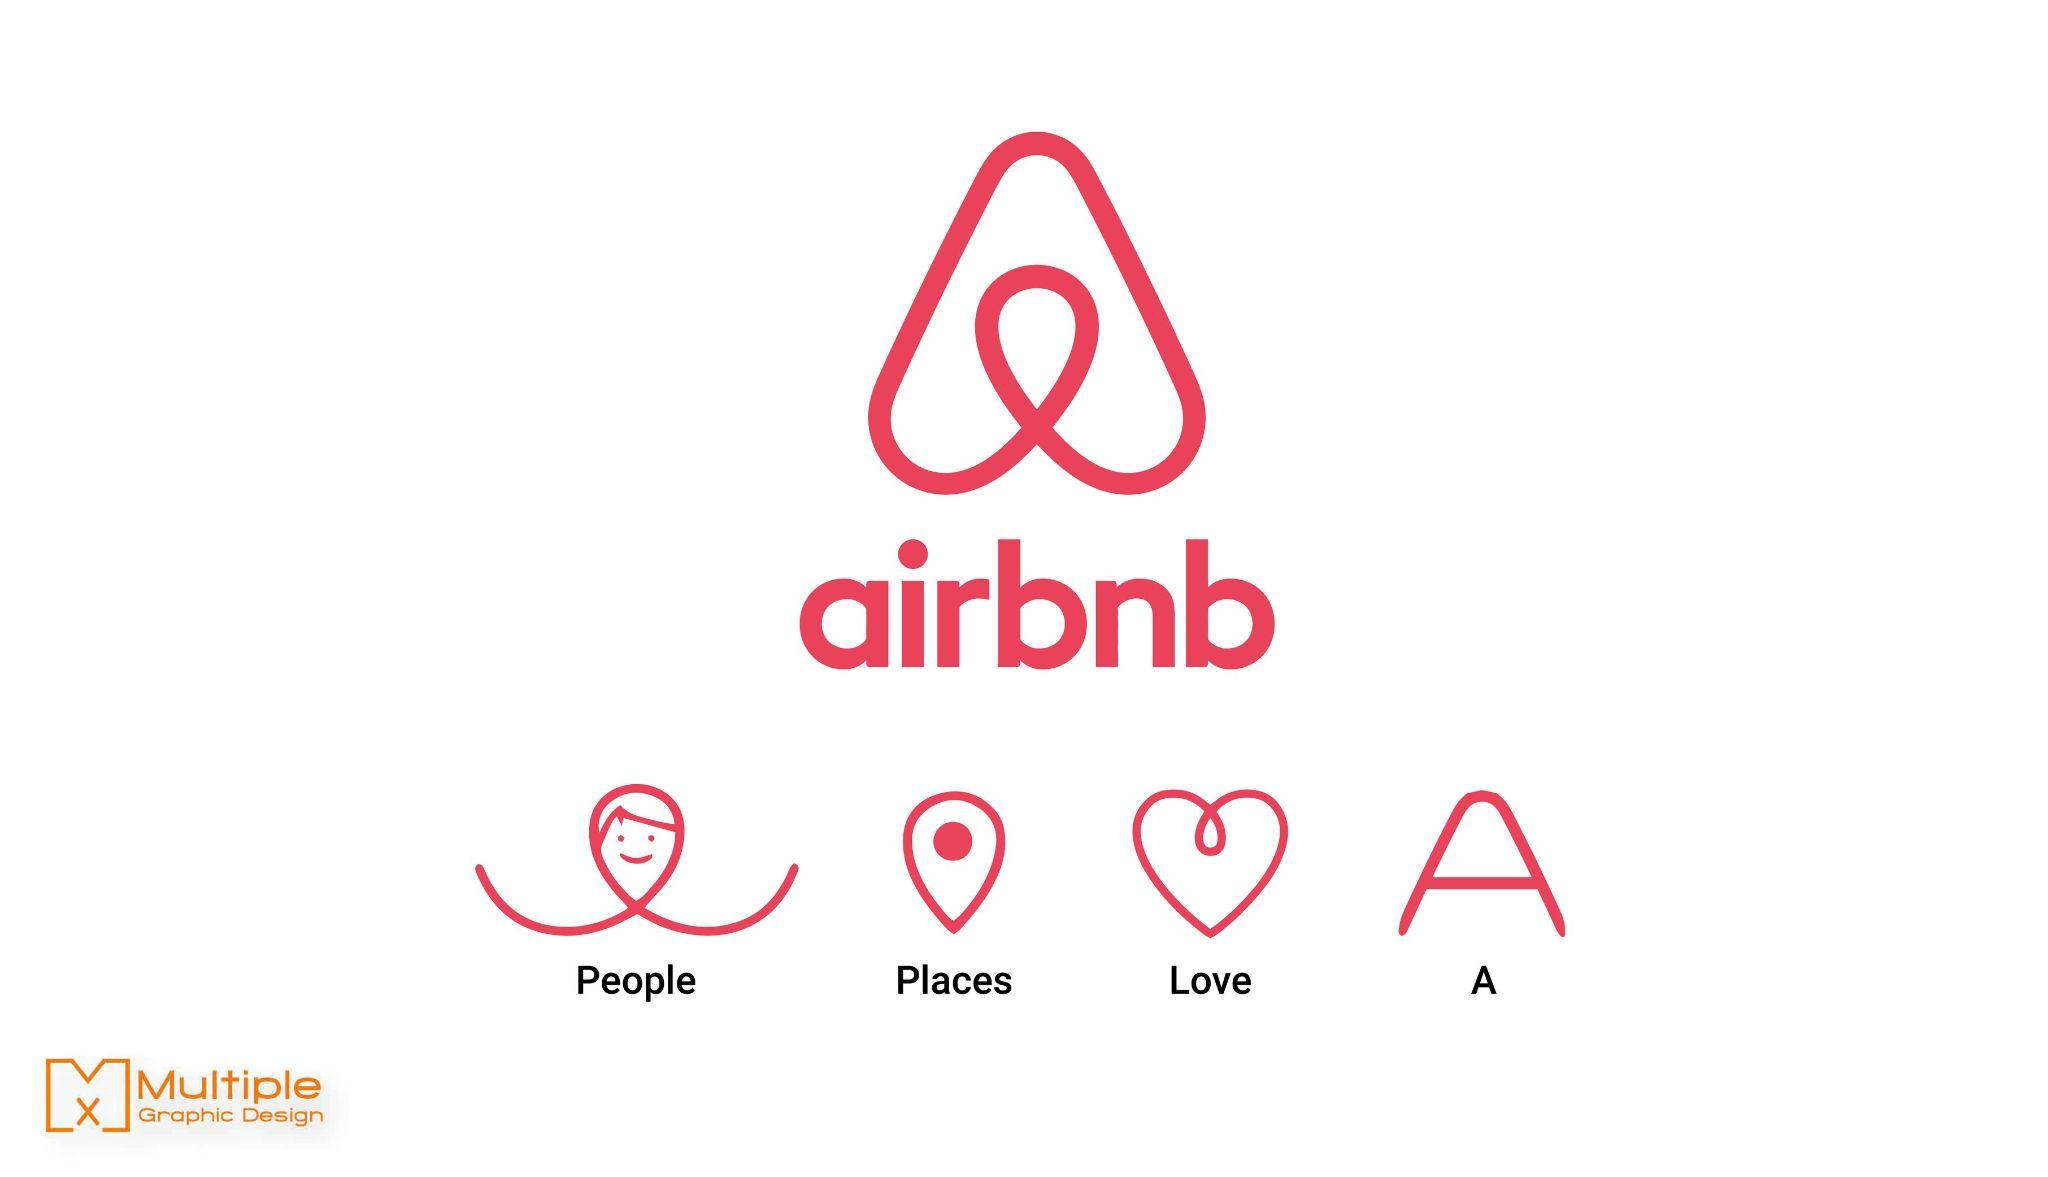 airbnb
People
Places
Love
A
Multiple
Graphic Design